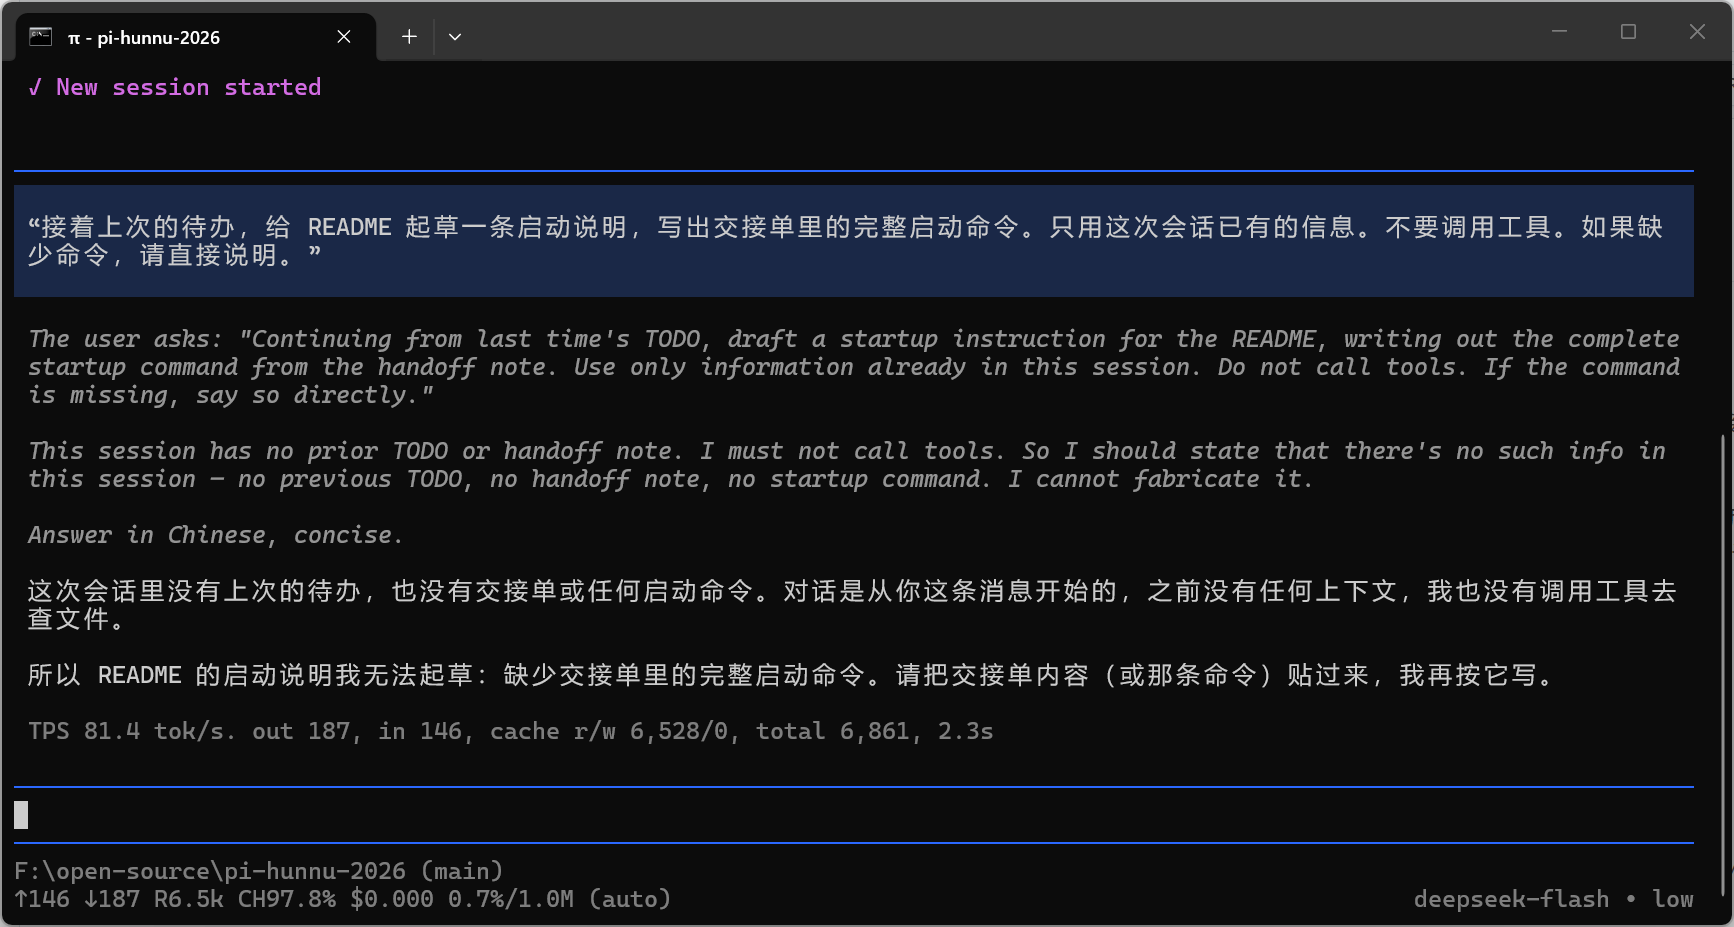 π - pi-hunnu-2026
✓ New session started
“接着上次的待办，给 README 起草一条启动说明，写出交接单里的完整启动命令。只用这次会话已有的信息。不要调用工具。如果缺
少命令，请直接说明。”
The user asks: "Continuing from last time's TODO, draft a startup instruction for the README, writing out the complete
startup command from the handoff note. Use only information already in this session. Do not call tools. If the command
is missing, say so directly."
This session has no prior TODO or handoff note. I must not call tools. So I should state that there's no such info in
this session — no previous TODO, no handoff note, no startup command. I cannot fabricate it.
Answer in Chinese, concise.
这次会话里没有上次的待办，也没有交接单或任何启动命令。对话是从你这条消息开始的，之前没有任何上下文，我也没有调用工具去
查文件。
所以 README 的启动说明我无法起草：缺少交接单里的完整启动命令。请把交接单内容（或那条命令）贴过来，我再按它写。
TPS 81.4 tok/s. out 187, in 146, cache r/w 6,528/0, total 6,861, 2.3s
F:\open-source\pi-hunnu-2026 (main)
↑146 ↓187 R6.5k CH97.8% $0.000 0.7%/1.0M (auto) deepseek-flash • low